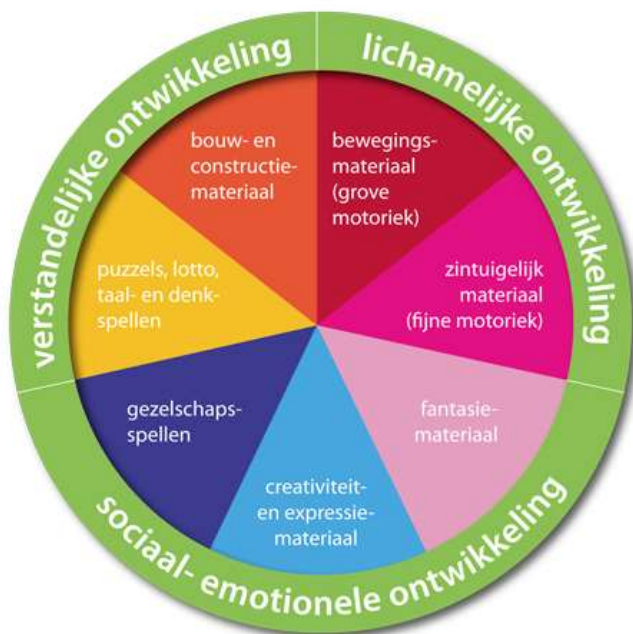 verstandelijke ontwikkeling
lichamelijke ontwikkeling
bouw- en
constructie-
materiaal
bewegings-
materiaal
(grove
motoriek)
puzzels, lotto,
taal- en denk-
spellen
zintuigelijk
materiaal
(fijne motoriek)
gezelschaps-
spellen
fantasie-
materiaal
creativiteit-
en expressie-
materiaal
sociaal- emotionele ontwikkeling